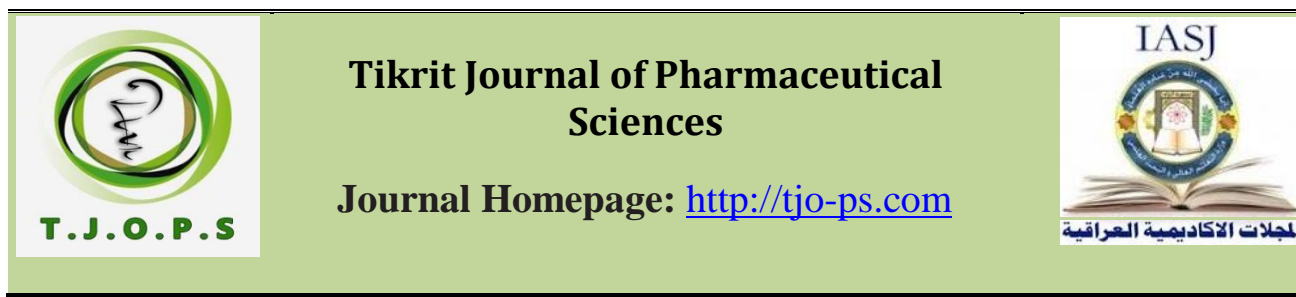 T.J.O.P.S
Tikrit Journal of Pharmaceutical
Sciences
Journal Homepage: http://tjo-ps.com
IASJ
المجلات الاكاديمية العراقية